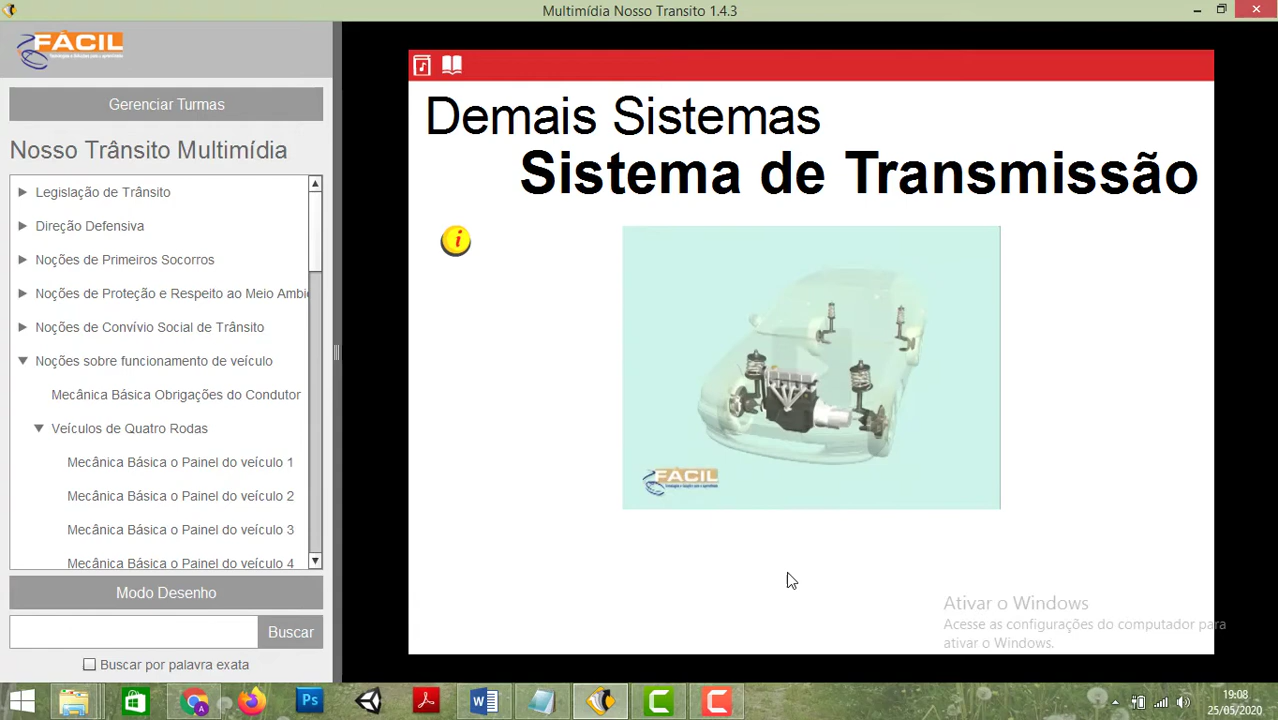 Multimídia Nosso Transito 1.4.3
FÁCIL
Gerenciar Turmas
Nosso Trânsito Multimídia
Legislação de Trânsito
Direção Defensiva
Noções de Primeiros Socorros
Noções de Proteção e Respeito ao Meio Ambi
Noções de Convívio Social de Trânsito
Noções sobre funcionamento de veículo
Mecânica Básica Obrigações do Condutor
Veículos de Quatro Rodas
Mecânica Básica o Painel do veículo 1
Mecânica Básica o Painel do veículo 2
Mecânica Básica o Painel do veículo 3
Mecânica Básica o Painel do veículo 4
Modo Desenho
Buscar
Buscar por palavra exata
Demais Sistemas
Sistema de Transmissão
i
FÁCIL
Ativar o Windows
Acesse as configurações do computador para
ativar o Windows.
Ps
19:08
25/05/2020